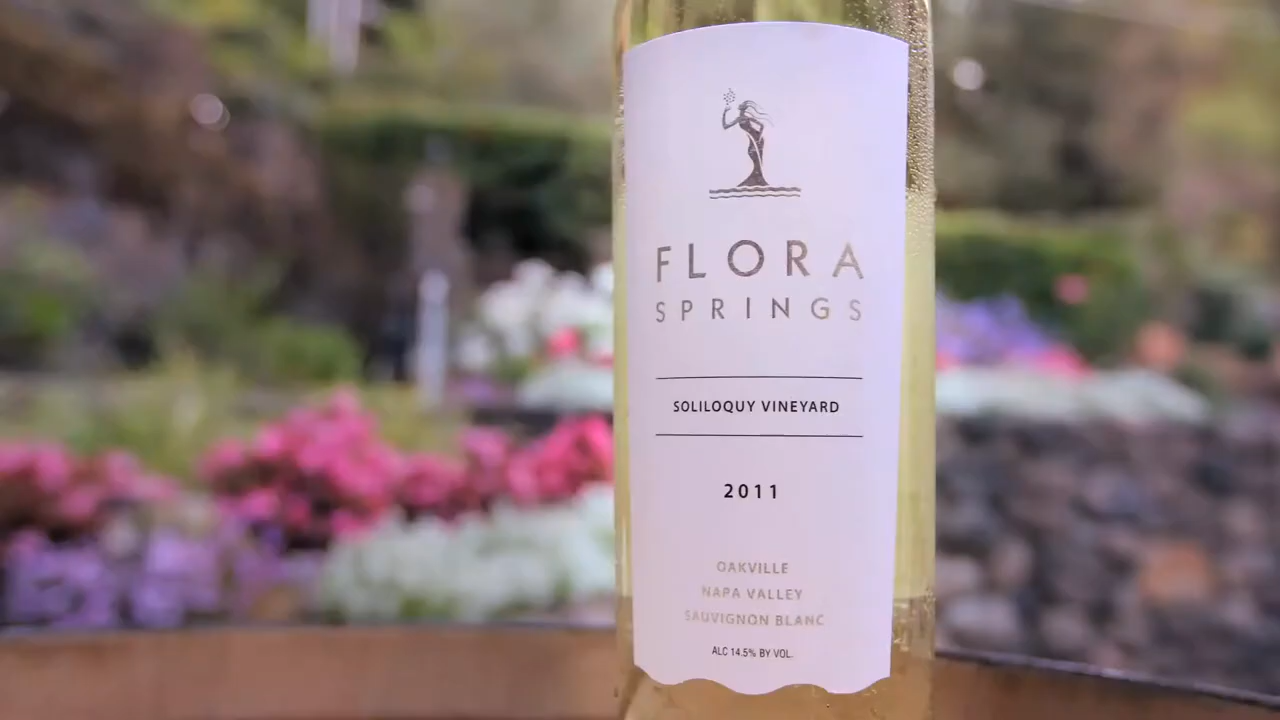 FLORA
SPRINGS
SOLILOQUY VINEYARD
2011
OAKVILLE
NAPA VALLEY
SAUVIGNON BLANC
ALC 14.5% BY VOL.